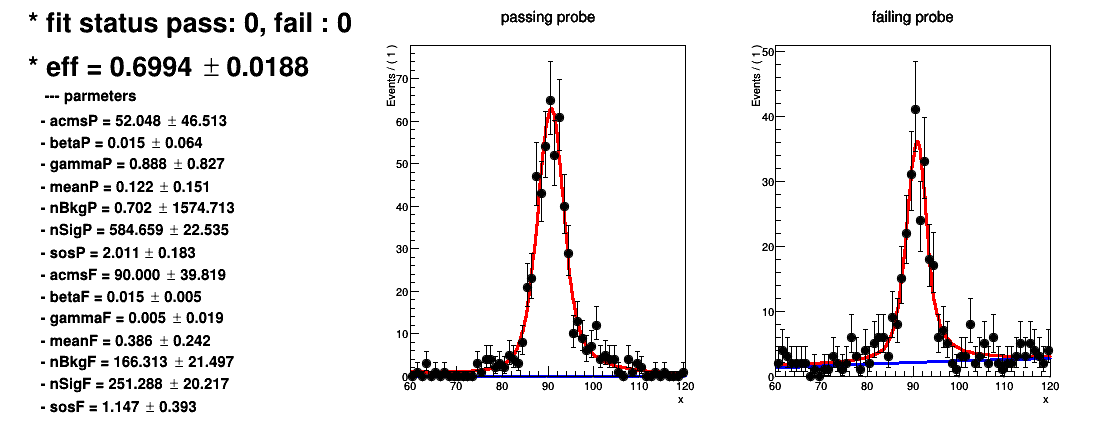 * fit status pass: 0, fail : 0
* eff = 0.6994 ± 0.0188
--- parmeters
- acmsP = 52.048 ± 46.513
- betaP = 0.015 ± 0.064
- gammaP = 0.888 ± 0.827
- meanP = 0.122 ± 0.151
- nBkgP = 0.702 ± 1574.713
- nSigP = 584.659 ± 22.535
- sosP = 2.011 ± 0.183
- acmsF = 90.000 ± 39.819
- betaF = 0.015 ± 0.005
- gammaF = 0.005 ± 0.019
- meanF = 0.386 ± 0.242
- nBkgF = 166.313 ± 21.497
- nSigF = 251.288 ± 20.217
- sosF = 1.147 ± 0.393
passing probe
Events / ( 1 )
70
60
50
40
30
20
10
0
60 70 80 90 100 110 120
x
failing probe
Events / ( 1 )
50
40
30
20
10
0
60 70 80 90 100 110 120
x